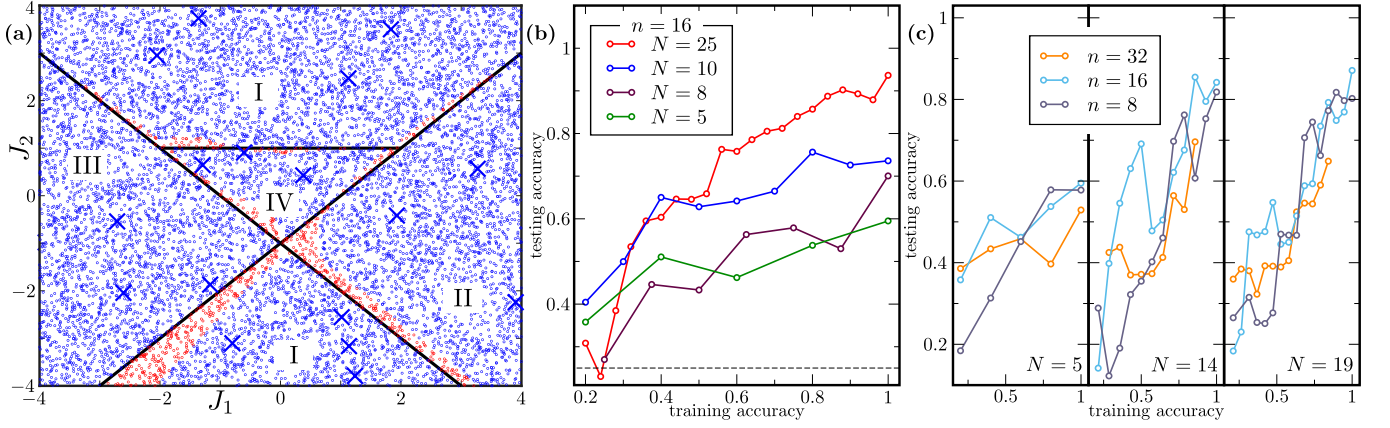 (a)
4
2
0
−2
−4
J₂
I
III
IV
II
I
−4
−2
0
2
4
J₁
(b)
n = 16
N = 25
N = 10
N = 8
N = 5
1
0.8
0.6
0.4
testing accuracy
0.2
0.4
0.6
0.8
1
training accuracy
(c)
n = 32
n = 16
n = 8
1
0.8
0.6
0.4
0.2
testing accuracy
N = 5
N = 14
N = 19
0.5
1
0.5
1
0.5
1
training accuracy